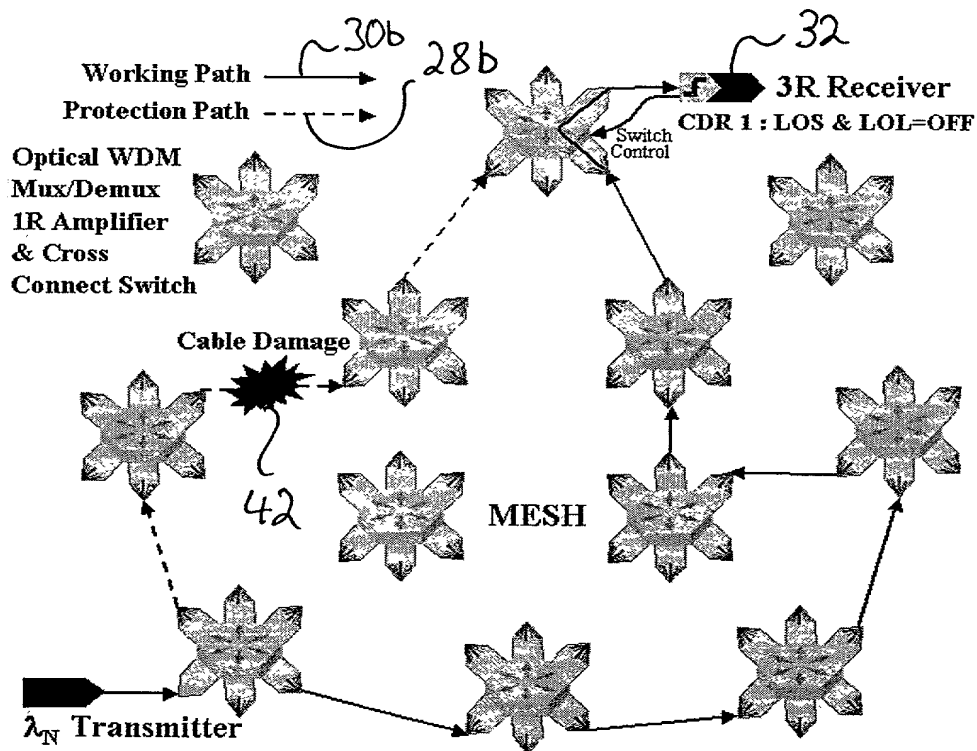 30b
28b
32
Working Path
Protection Path
3R Receiver
CDR 1 : LOS & LOL=OFF
Switch
Control
Optical WDM
Mux/Demux
1R Amplifier
& Cross
Connect Switch
Cable Damage
42
MESH
λN Transmitter